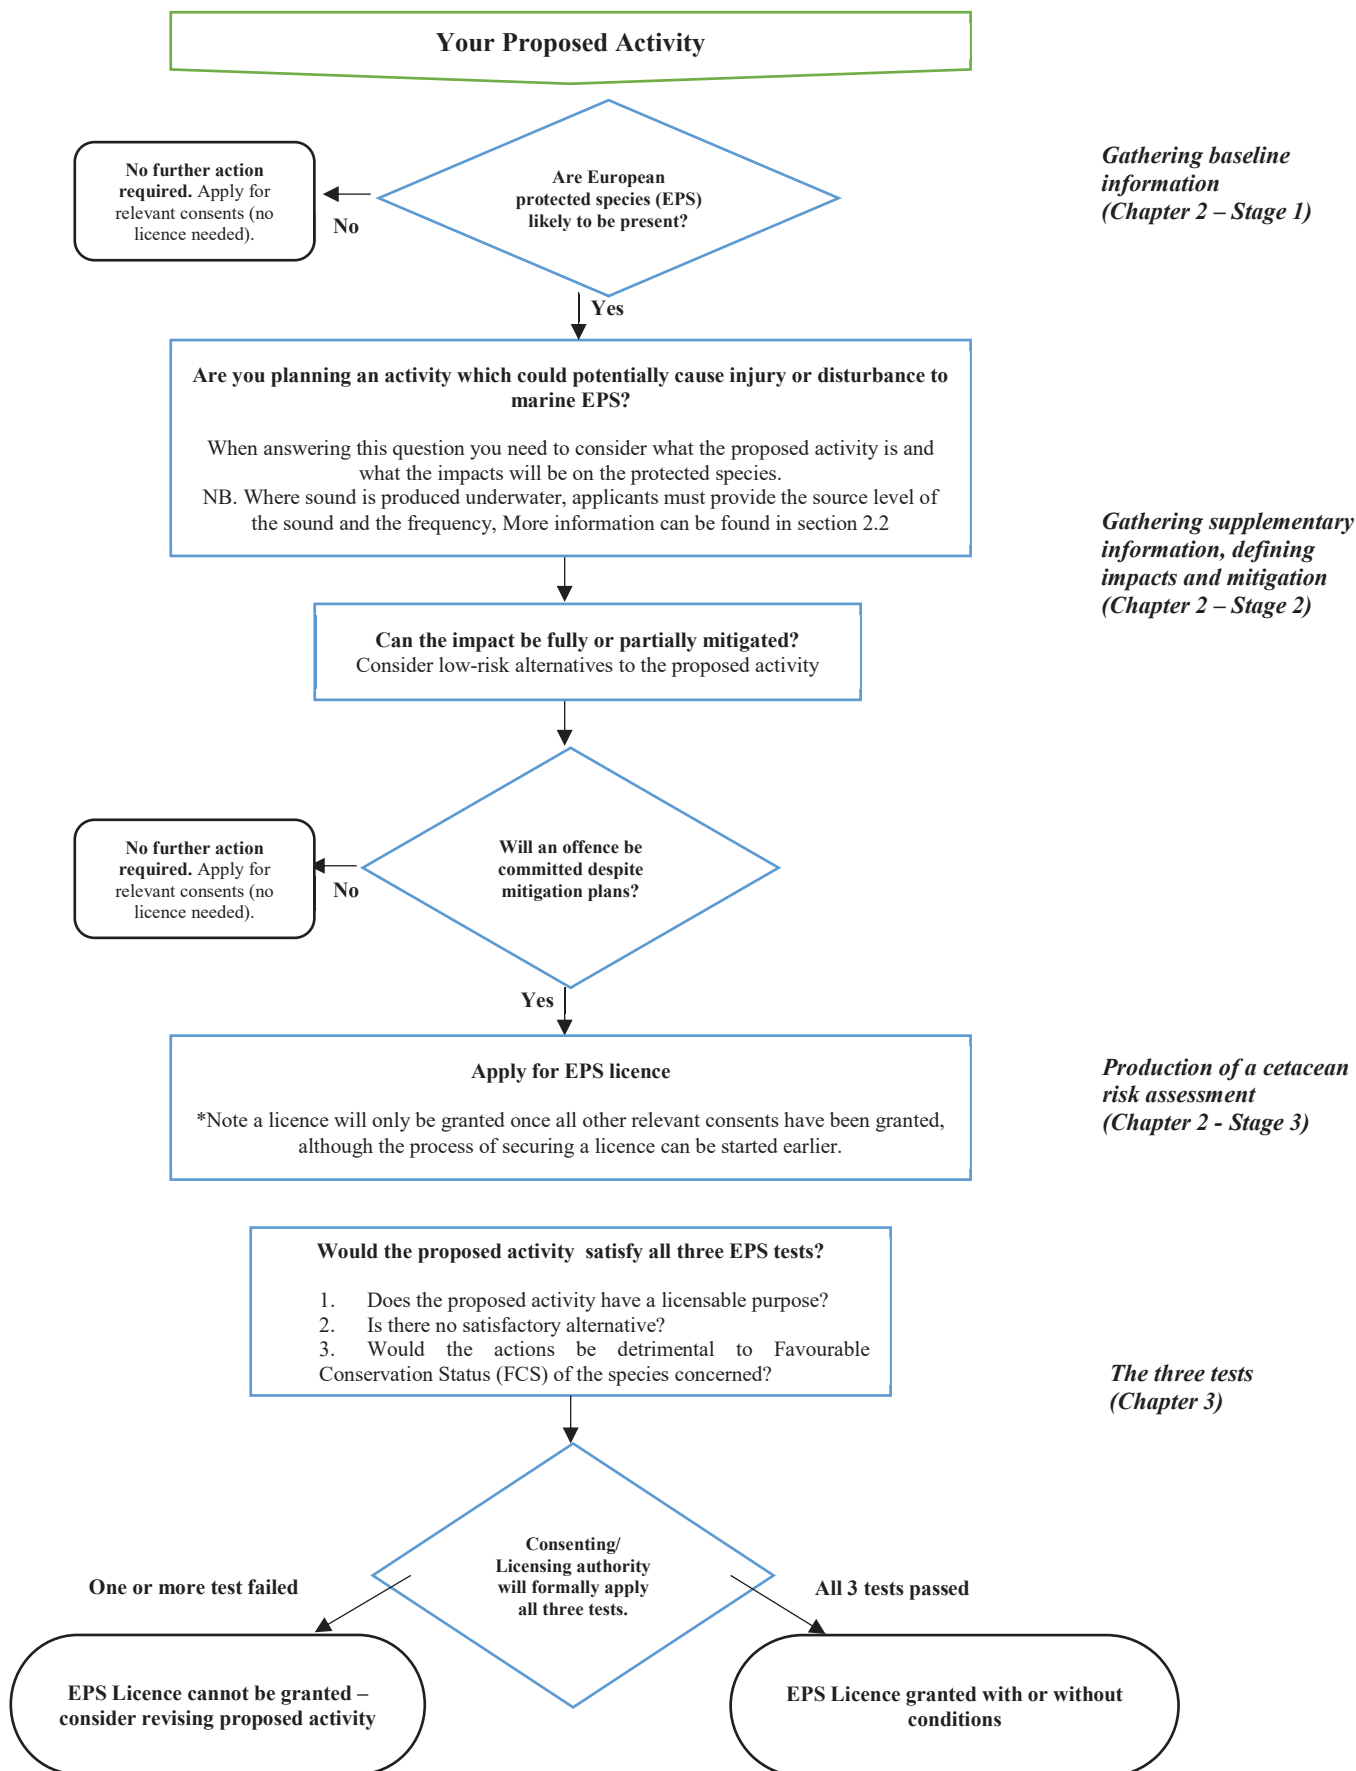 Your Proposed Activity
No further action
required. Apply for
relevant consents (no
licence needed).
No
Are European
protected species (EPS)
likely to be present?
Gathering baseline
information
(Chapter 2 – Stage 1)
Yes
Are you planning an activity which could potentially cause injury or disturbance to
marine EPS?
When answering this question you need to consider what the proposed activity is and
what the impacts will be on the protected species.
NB. Where sound is produced underwater, applicants must provide the source level of
the sound and the frequency, More information can be found in section 2.2
Gathering supplementary
information, defining
impacts and mitigation
(Chapter 2 – Stage 2)
Can the impact be fully or partially mitigated?
Consider low-risk alternatives to the proposed activity
No further action
required. Apply for
relevant consents (no
licence needed).
No
Will an offence be
committed despite
mitigation plans?
Yes
Apply for EPS licence
*Note a licence will only be granted once all other relevant consents have been granted,
although the process of securing a licence can be started earlier.
Production of a cetacean
risk assessment
(Chapter 2 - Stage 3)
Would the proposed activity  satisfy all three EPS tests?
1. Does the proposed activity have a licensable purpose?
2. Is there no satisfactory alternative?
3. Would the actions be detrimental to Favourable
Conservation Status (FCS) of the species concerned?
The three tests
(Chapter 3)
Consenting/
Licensing authority
will formally apply
all three tests.
One or more test failed
All 3 tests passed
EPS Licence cannot be granted –
consider revising proposed activity
EPS Licence granted with or without
conditions